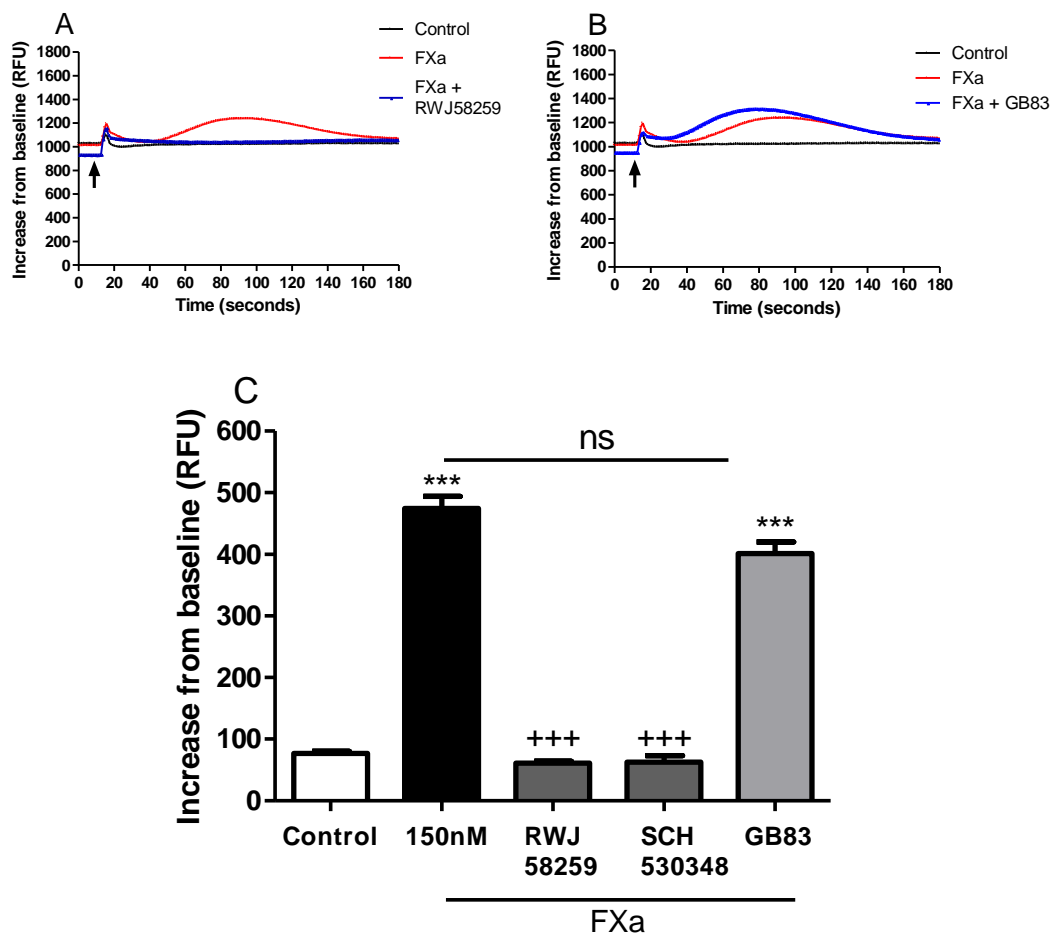 A
Control
FXa
FXa +
RWJ58259
Increase from baseline (RFU)
1800
1600
1400
1200
1000
800
600
400
200
0
0 20 40 60 80 100 120 140 160 180
Time (seconds)
B
Control
FXa
FXa + GB83
Increase from baseline (RFU)
1800
1600
1400
1200
1000
800
600
400
200
0
0 20 40 60 80 100 120 140 160 180
Time (seconds)
C
Increase from baseline (RFU)
600
500
400
300
200
100
0
ns
***
+++
+++
***
Control 150nM RWJ SCH GB83
58259 530348
FXa